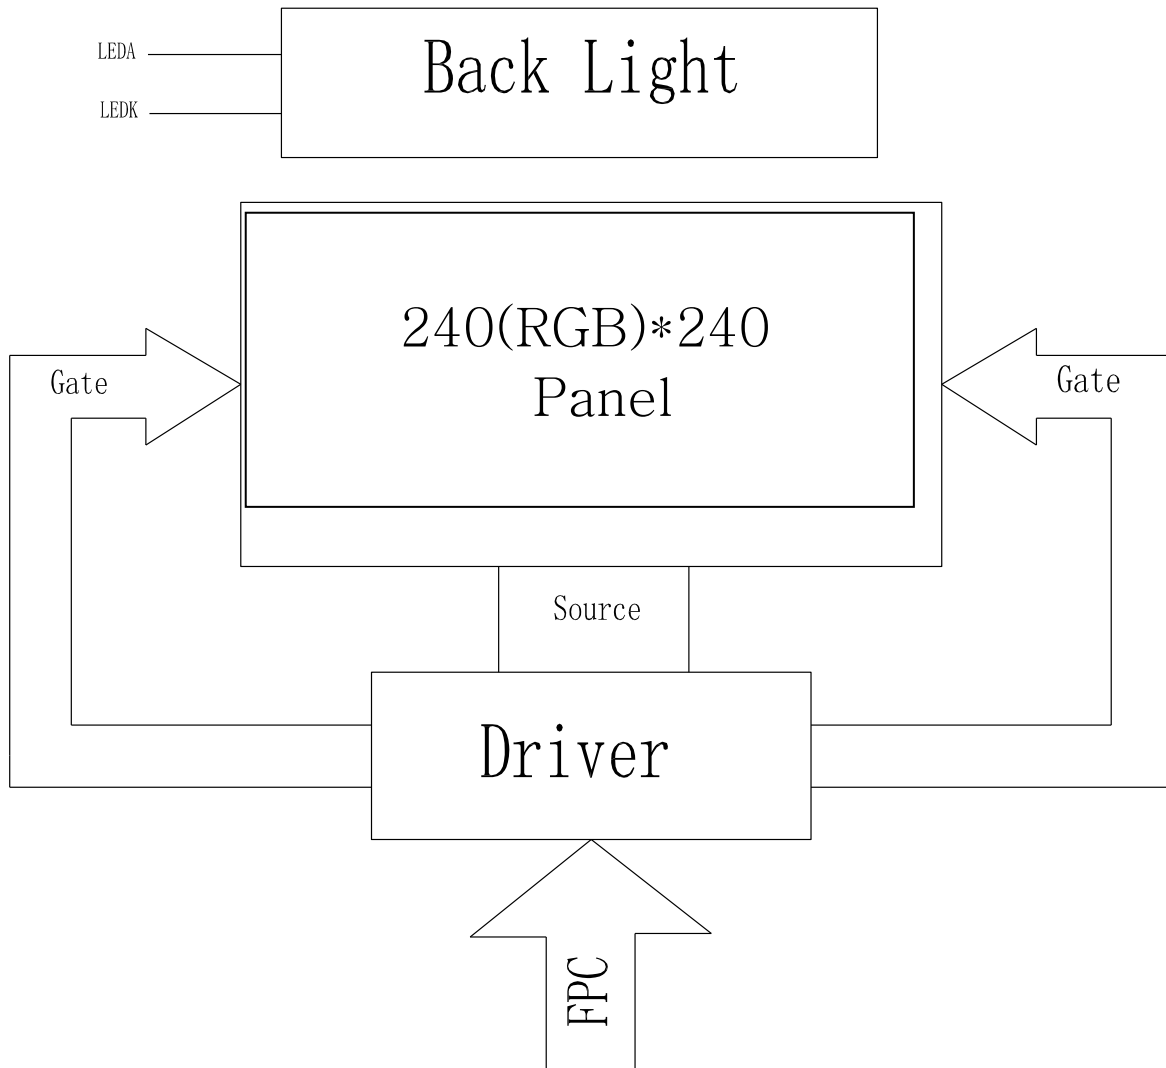 LEDA
LEDK
Back Light
240(RGB)*240
Panel
Gate
Gate
Source
Driver
FPC